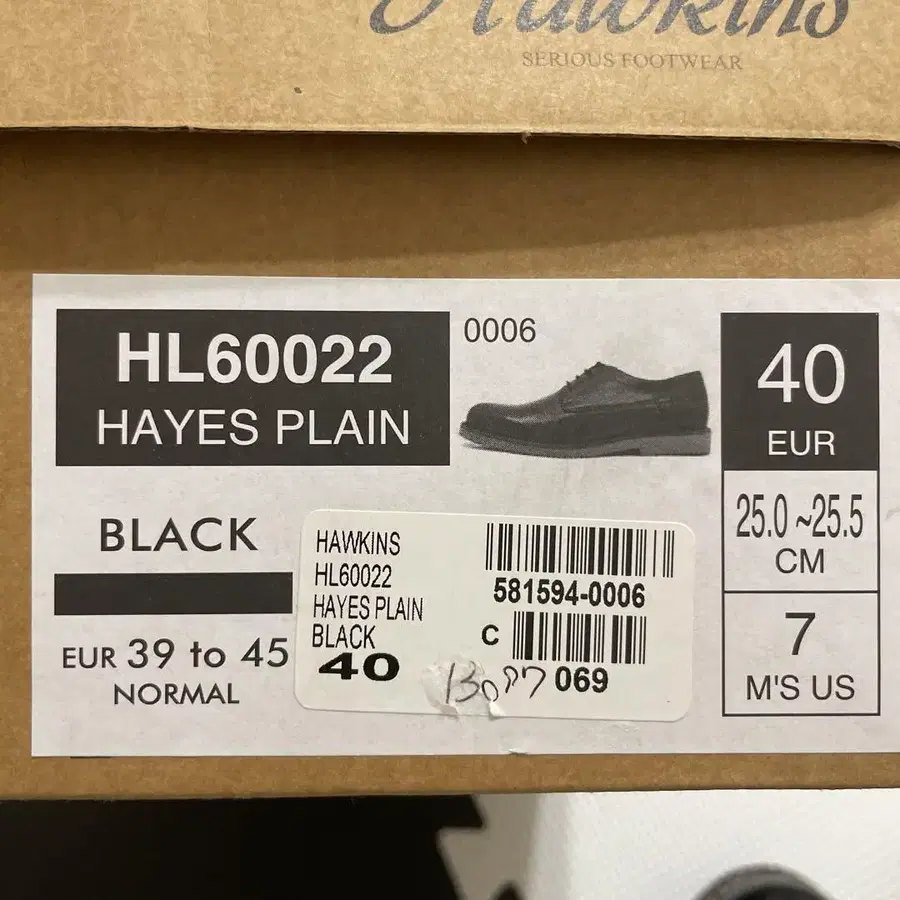 Hawkins
SERIOUS FOOTWEAR
HL60022
HAYES PLAIN
0006
40
EUR
25.0 ~25.5
CM
7
M'S US
BLACK
EUR 39 to 45
NORMAL
HAWKINS
HL60022
HAYES PLAIN
BLACK
40
581594-0006
C
069